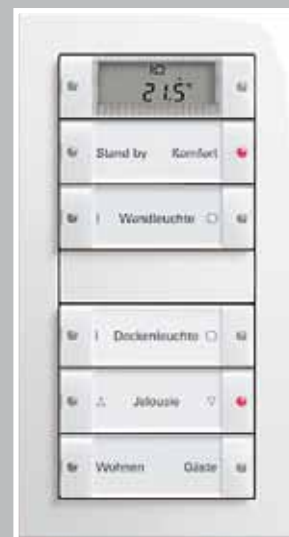 21.5°
Stand by Komfort
| Wandleuchte □
| Deckenleuchte □
△ Jalousie ▽
Wohnen Gäste